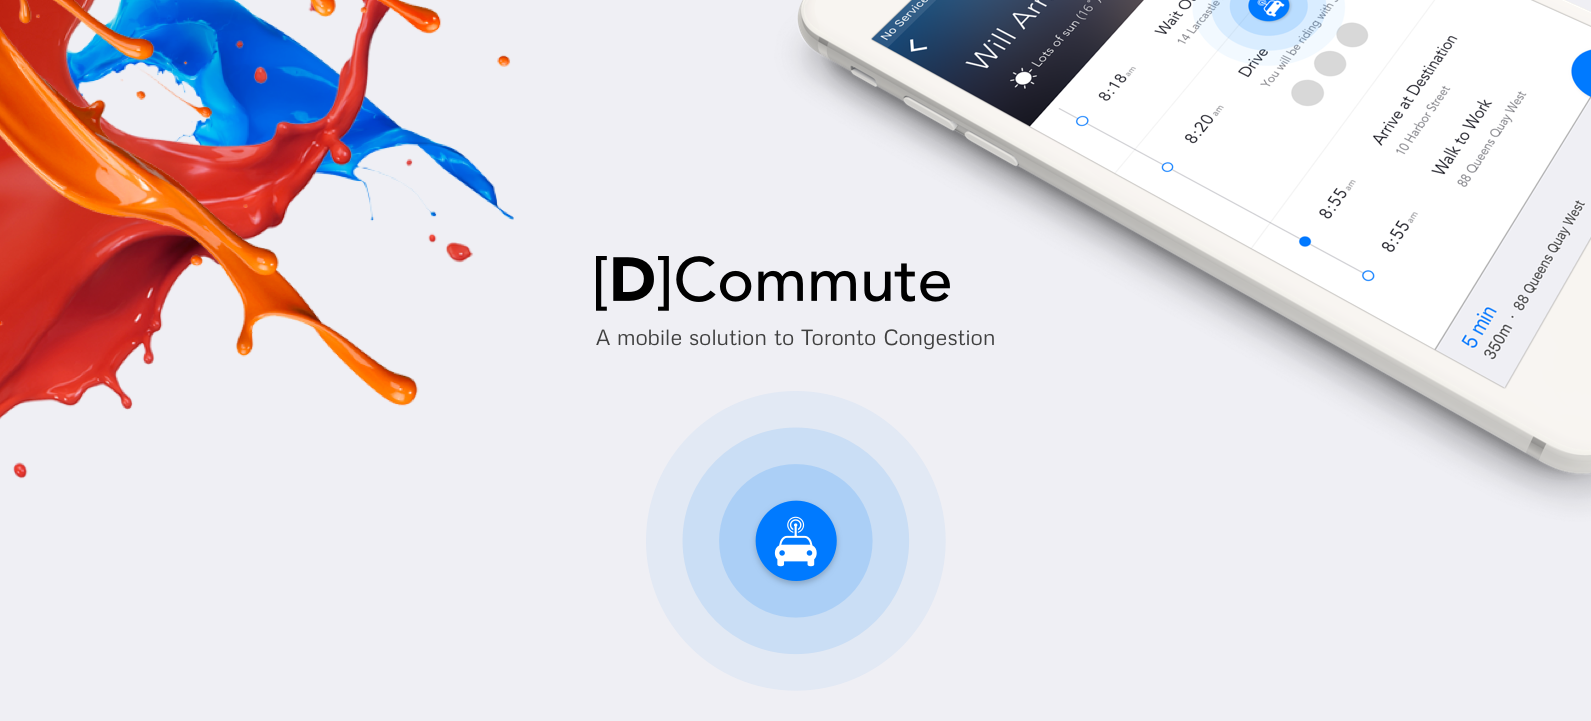 [D]Commute
A mobile solution to Toronto Congestion
No Service
Will Arr
Lots of sun (16°
8:18 am
Wait
14 Larcastle
8:20 am
Drive
You will be riding with
8:55 am
Arrive at Destination
10 Harbor Street
8:55 am
Walk to Work
88 Queens Quay West
5 min
350m · 88 Queens Quay West